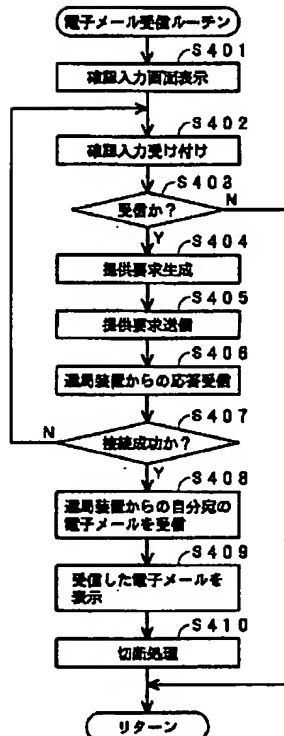 電子メール受信ルーチン
S401
確認入力画面表示
S402
確認入力受け付け
S403
受信か?
N
Y
S404
提供要求生成
S405
提供要求送信
S406
選局装置からの応答受信
S407
接続成功か?
N
Y
S408
選局装置からの自分宛の
電子メールを受信
S409
受信した電子メールを
表示
S410
切断処理
リターン